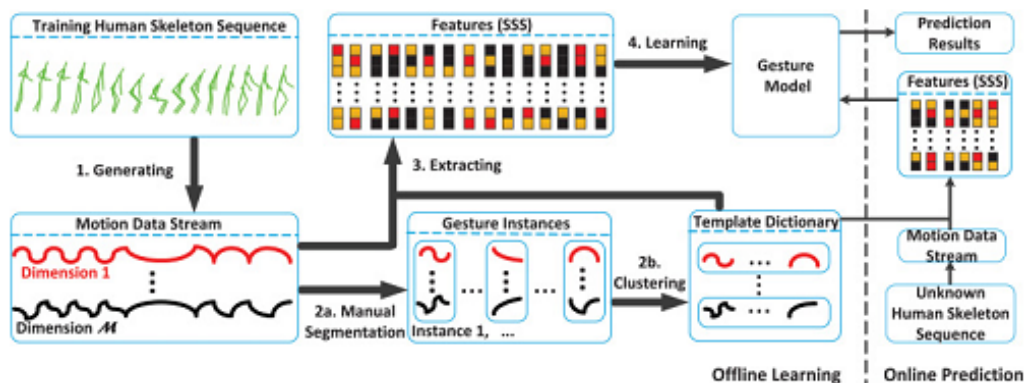 Training Human Skeleton Sequence
Features (SSS)
4. Learning
Gesture
Model
Prediction
Results
Features (SSS)
1. Generating
3. Extracting
Motion Data Stream
Dimension 1
Dimension M
2a. Manual
Segmentation
Gesture Instances
Instance 1, ...
2b.
Clustering
Template Dictionary
Motion Data
Stream
Unknown
Human Skeleton
Sequence
Offline Learning
Online Prediction